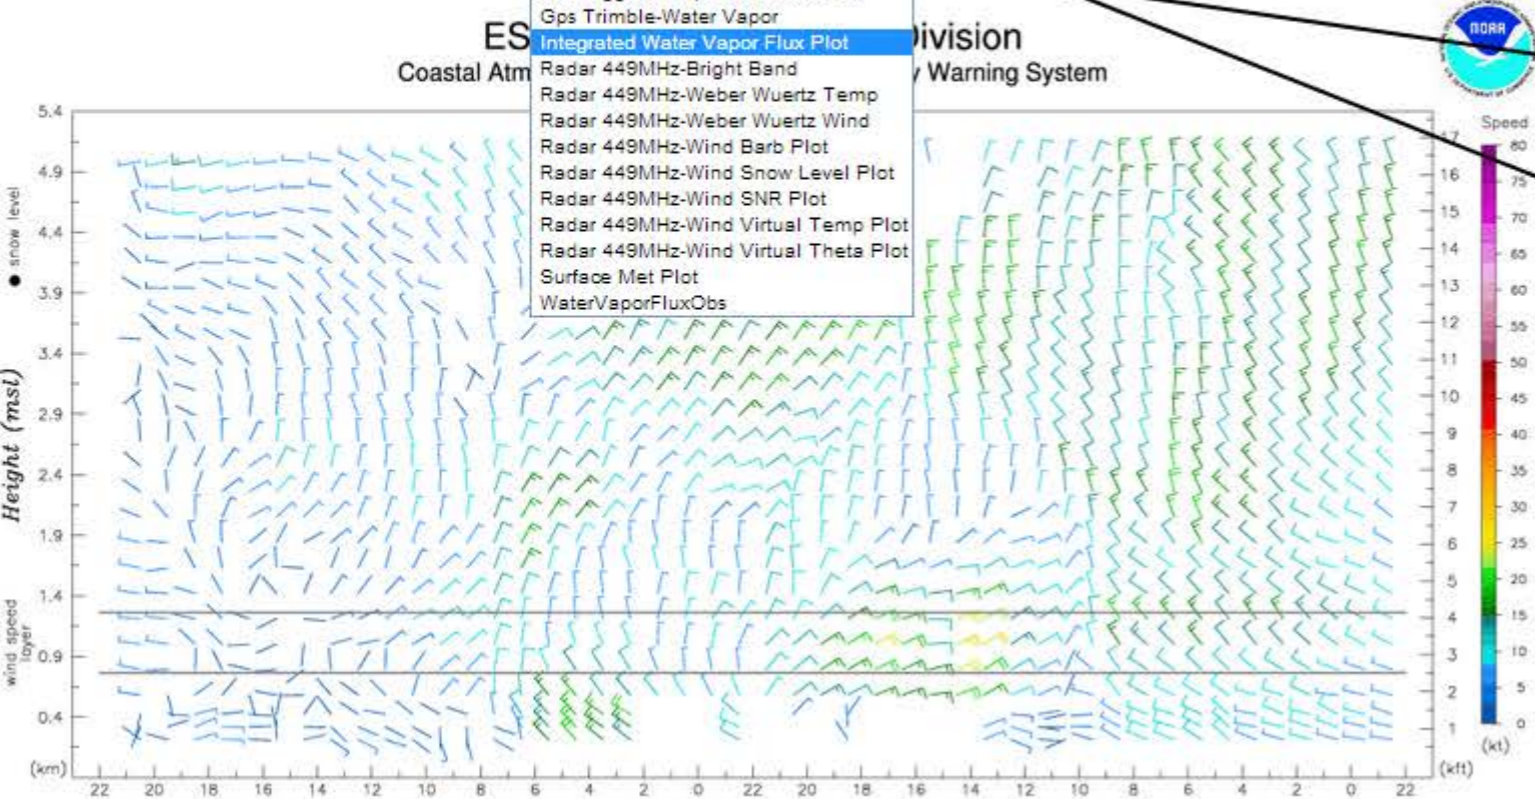 Gps Trimble-Water Vapor
ES
Integrated Water Vapor Flux Plot
Division
Coastal Atm
Radar 449MHz-Bright Band
y Warning System
Radar 449MHz-Weber Wuertz Temp
Radar 449MHz-Weber Wuertz Wind
Radar 449MHz-Wind Barb Plot
Radar 449MHz-Wind Snow Level Plot
Radar 449MHz-Wind SNR Plot
Radar 449MHz-Wind Virtual Temp Plot
Radar 449MHz-Wind Virtual Theta Plot
Surface Met Plot
WaterVaporFluxObs
NOAA
snow level
Height (msl)
wind speed
layer
5.4
4.9
4.4
3.9
3.4
2.9
2.4
1.9
1.4
0.9
0.4
(km)
22 20 18 16 14 12 10 8 6 4 2 0 22 20 18 16 14 12 10 8 6 4 2 0 22
17
16
15
14
13
12
11
10
9
8
7
6
5
4
3
2
1
(kft)
Speed
80
75
70
65
60
55
50
45
40
35
30
25
20
15
10
5
0
(kt)